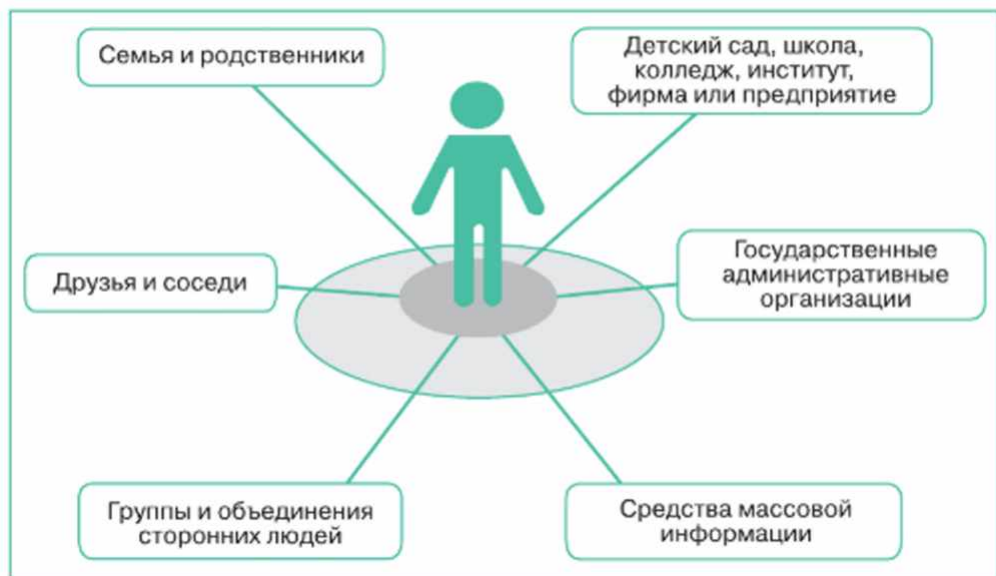 Семья и родственники
Детский сад, школа,
колледж, институт,
фирма или предприятие
Друзья и соседи
Государственные
административные
организации
Группы и объединения
сторонних людей
Средства массовой
информации